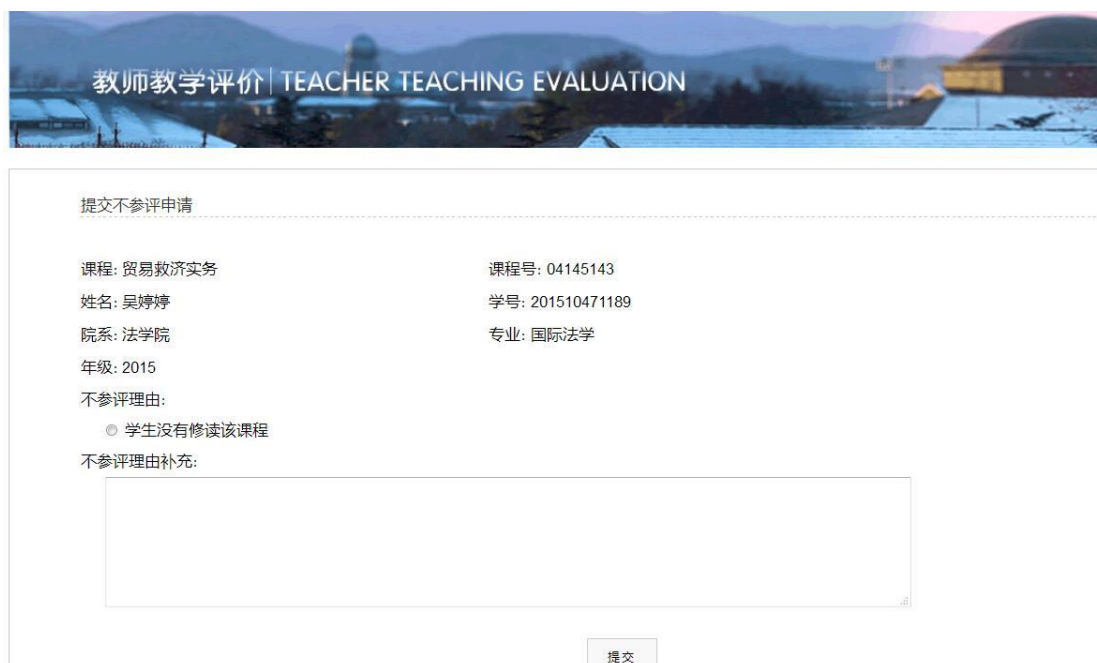 教师教学评价|TEACHER TEACHING EVALUATION
提交不参评申请
课程: 贸易救济实务 课程号: 04145143
姓名: 吴婷婷 学号: 201510471189
院系: 法学院 专业: 国际法学
年级: 2015
不参评理由:
学生没有修读该课程
不参评理由补充:
提交